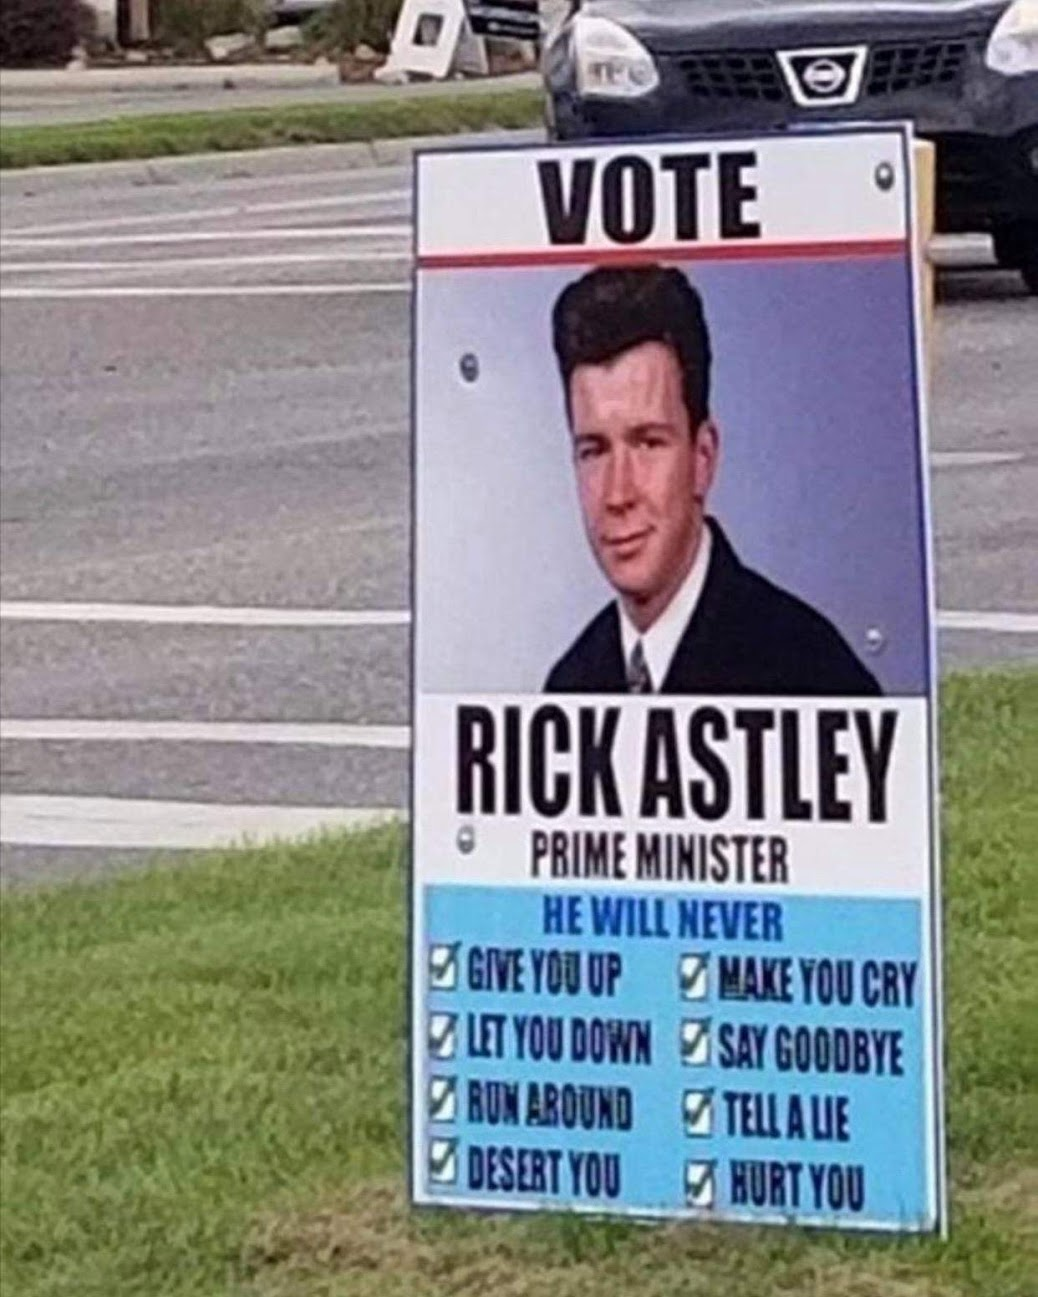 VOTE
RICK ASTLEY
PRIME MINISTER
HE WILL NEVER
GIVE YOU UP
LET YOU DOWN
RUN AROUND
DESERT YOU
MAKE YOU CRY
SAY GOODBYE
TELL A LIE
HURT YOU